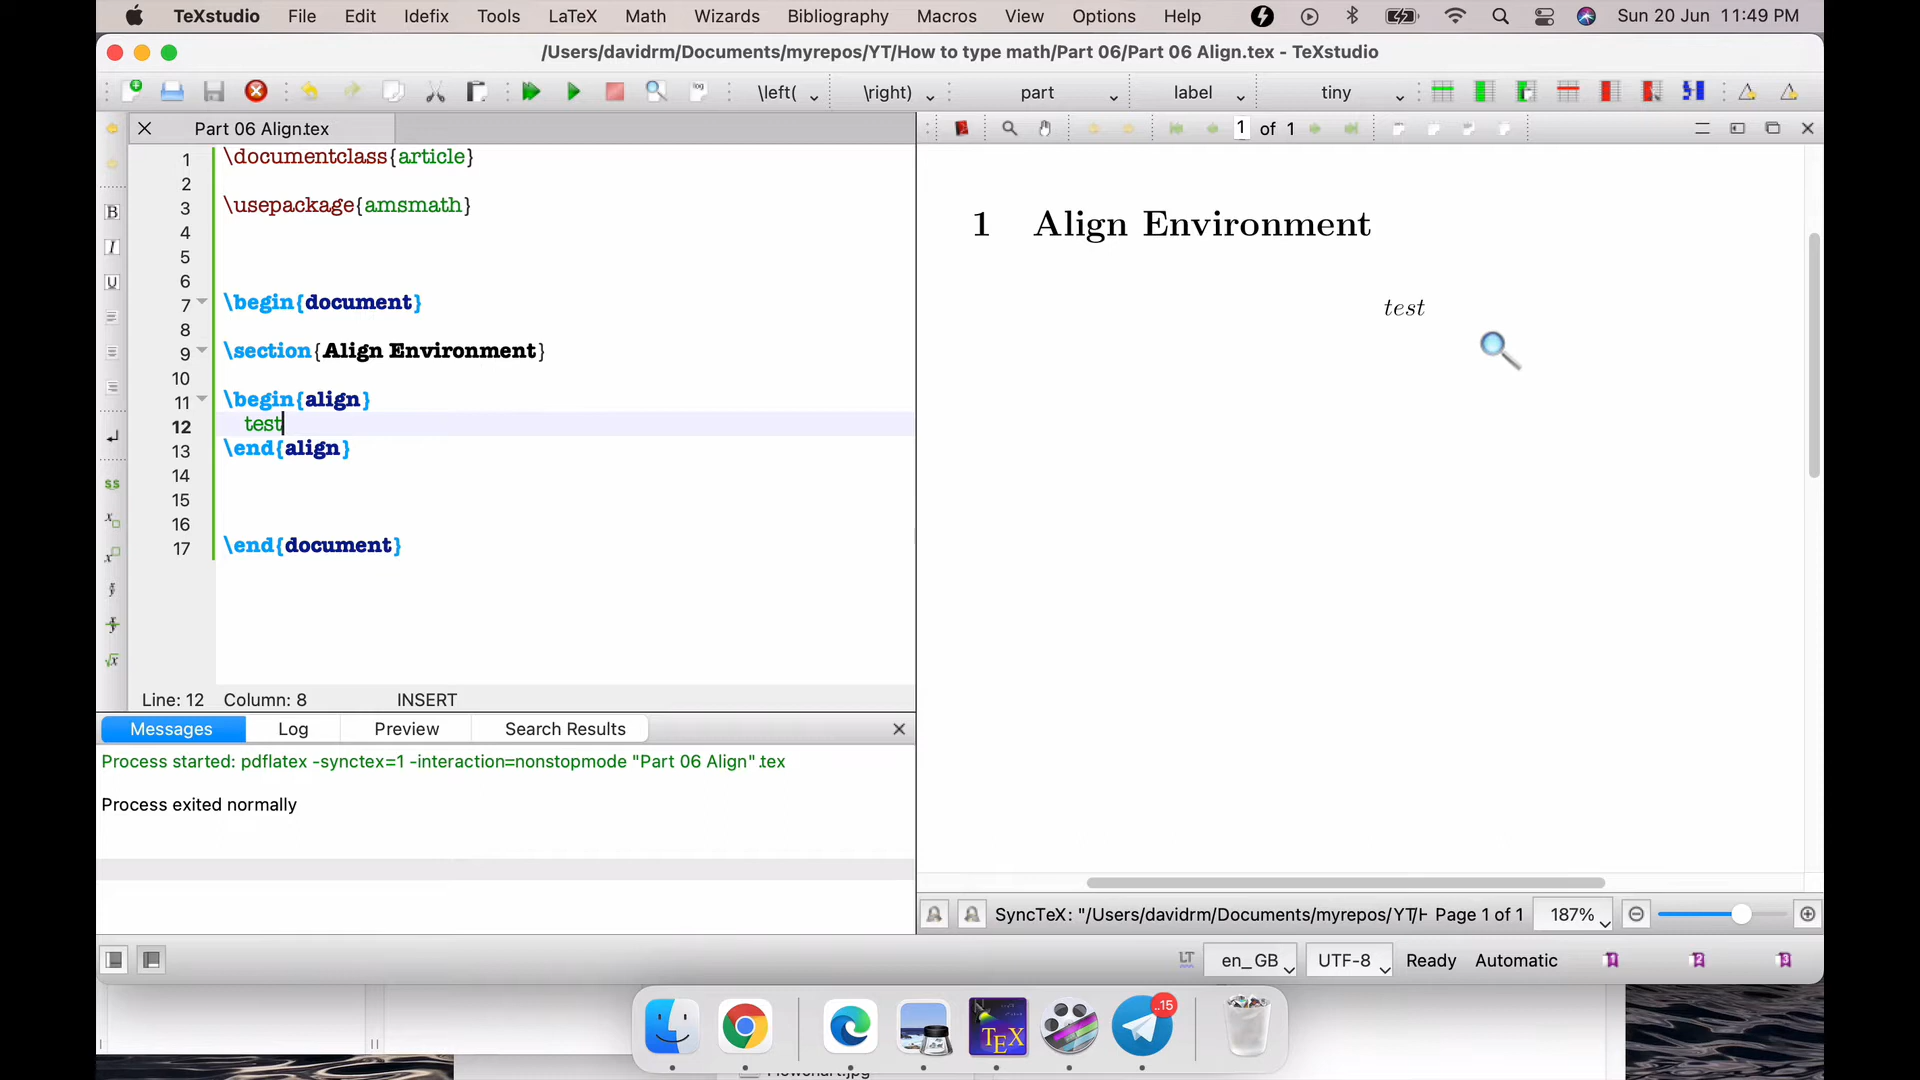 TeXstudio File Edit Idefix Tools LaTeX Math Wizards Bibliography Macros View Options Help Sun 20 Jun 11:49 PM
/Users/davidrm/Documents/myrepos/YT/How to type math/Part 06/Part 06 Align.tex - TeXstudio
\left( \right) part label tiny
Part 06 Align.tex
1 of 1
1 \documentclass{article}
2
3 \usepackage{amsmath}
4
5
6
7 \begin{document}
8
9 \section{Align Environment}
10
11 \begin{align}
12 test
13 \end{align}
14
15
16
17 \end{document}
1 Align Environment
test
Line: 12 Column: 8 INSERT
Messages Log Preview Search Results
Process started: pdflatex -synctex=1 -interaction=nonstopmode "Part 06 Align".tex
Process exited normally
SyncTeX: "/Users/davidrm/Documents/myrepos/YT/H Page 1 of 1 187%
LT en_GB UTF-8 Ready Automatic 1 2 3
TEX
..15